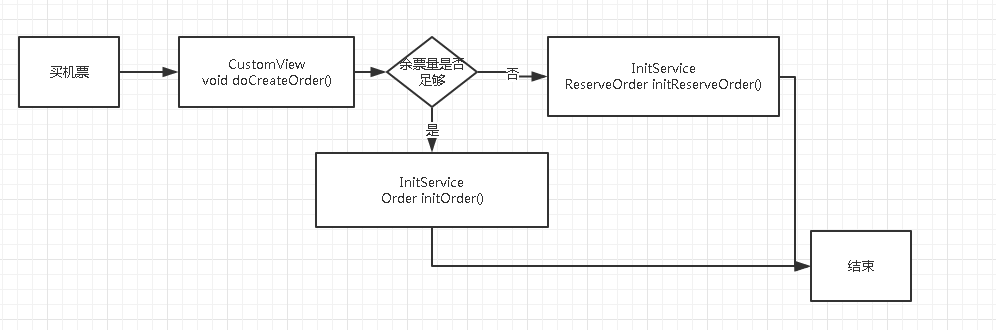 买机票
CustomView
void doCreateOrder()
余票量是否
足够
否
InitService
ReserveOrder initReserveOrder()
是
InitService
Order initOrder()
结束